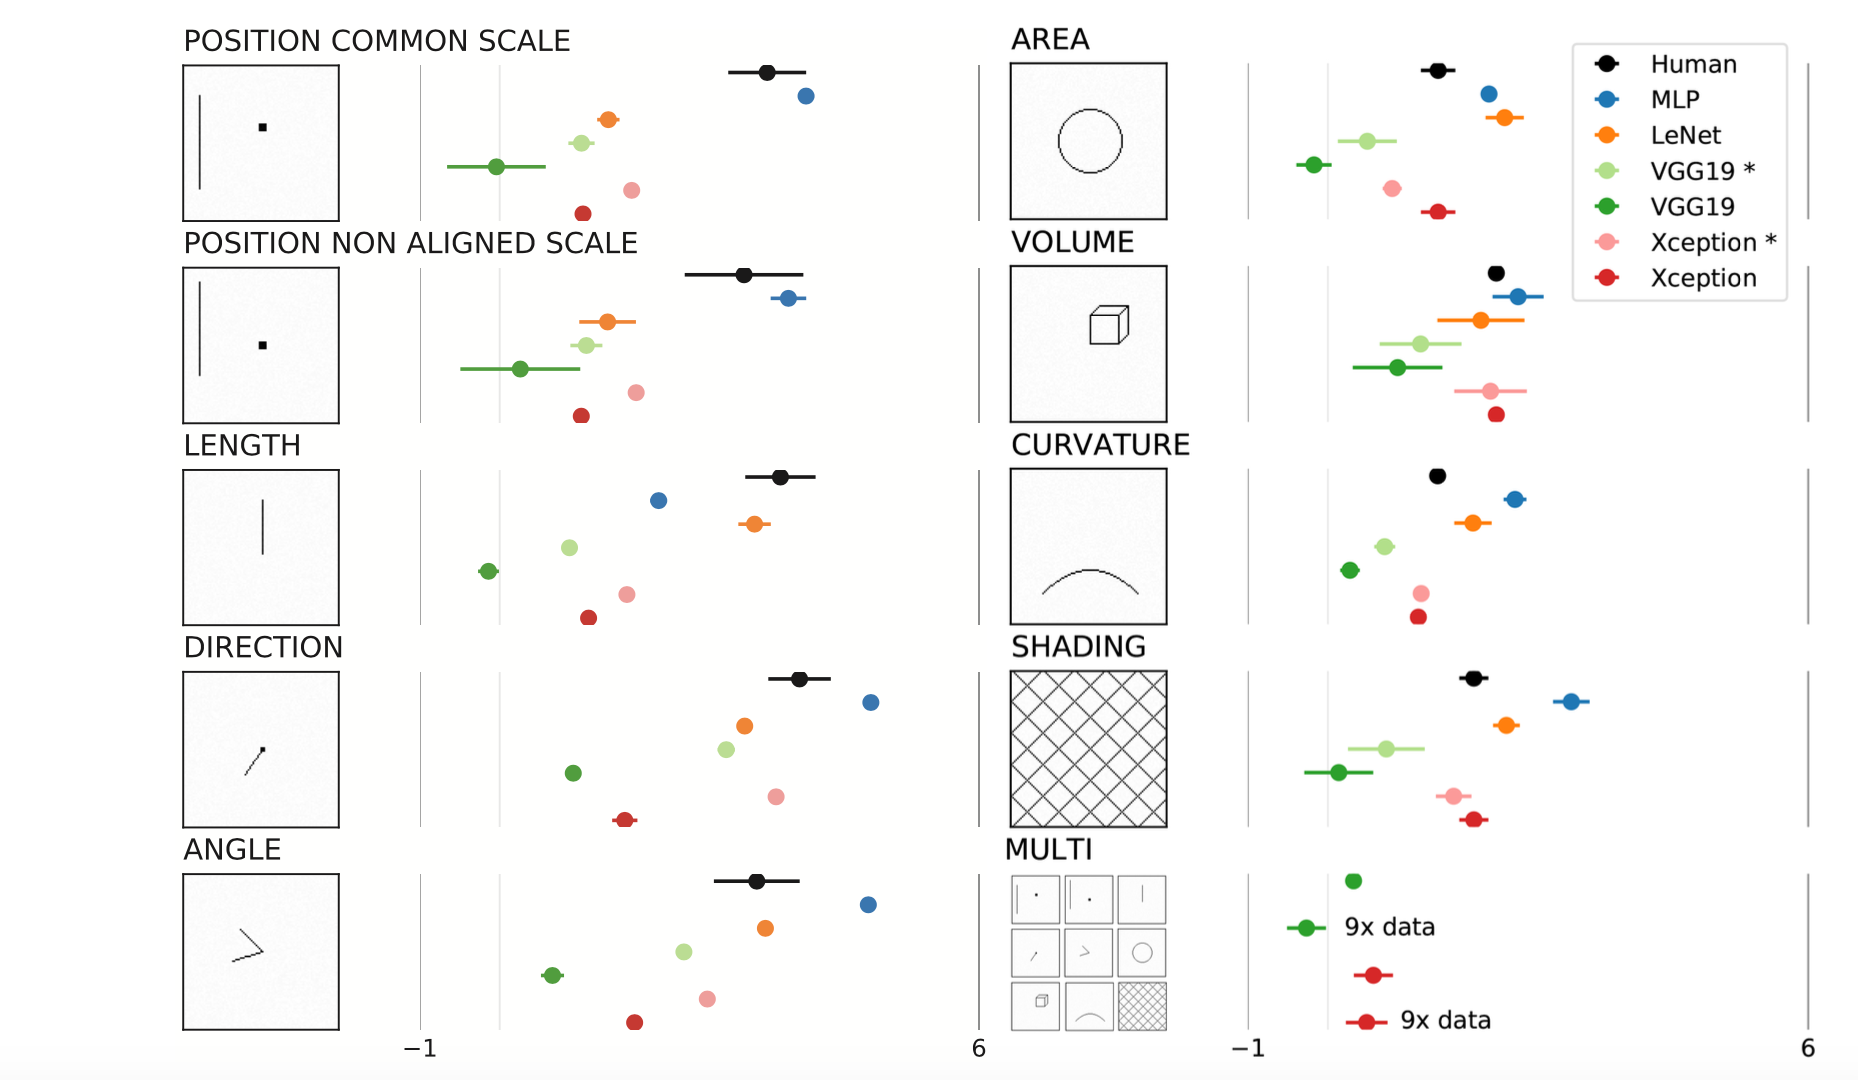 POSITION COMMON SCALE
POSITION NON ALIGNED SCALE
LENGTH
DIRECTION
ANGLE
−1
6
AREA
VOLUME
CURVATURE
SHADING
MULTI
9x data
9x data
−1
6
Human
MLP
LeNet
VGG19 *
VGG19
Xception *
Xception